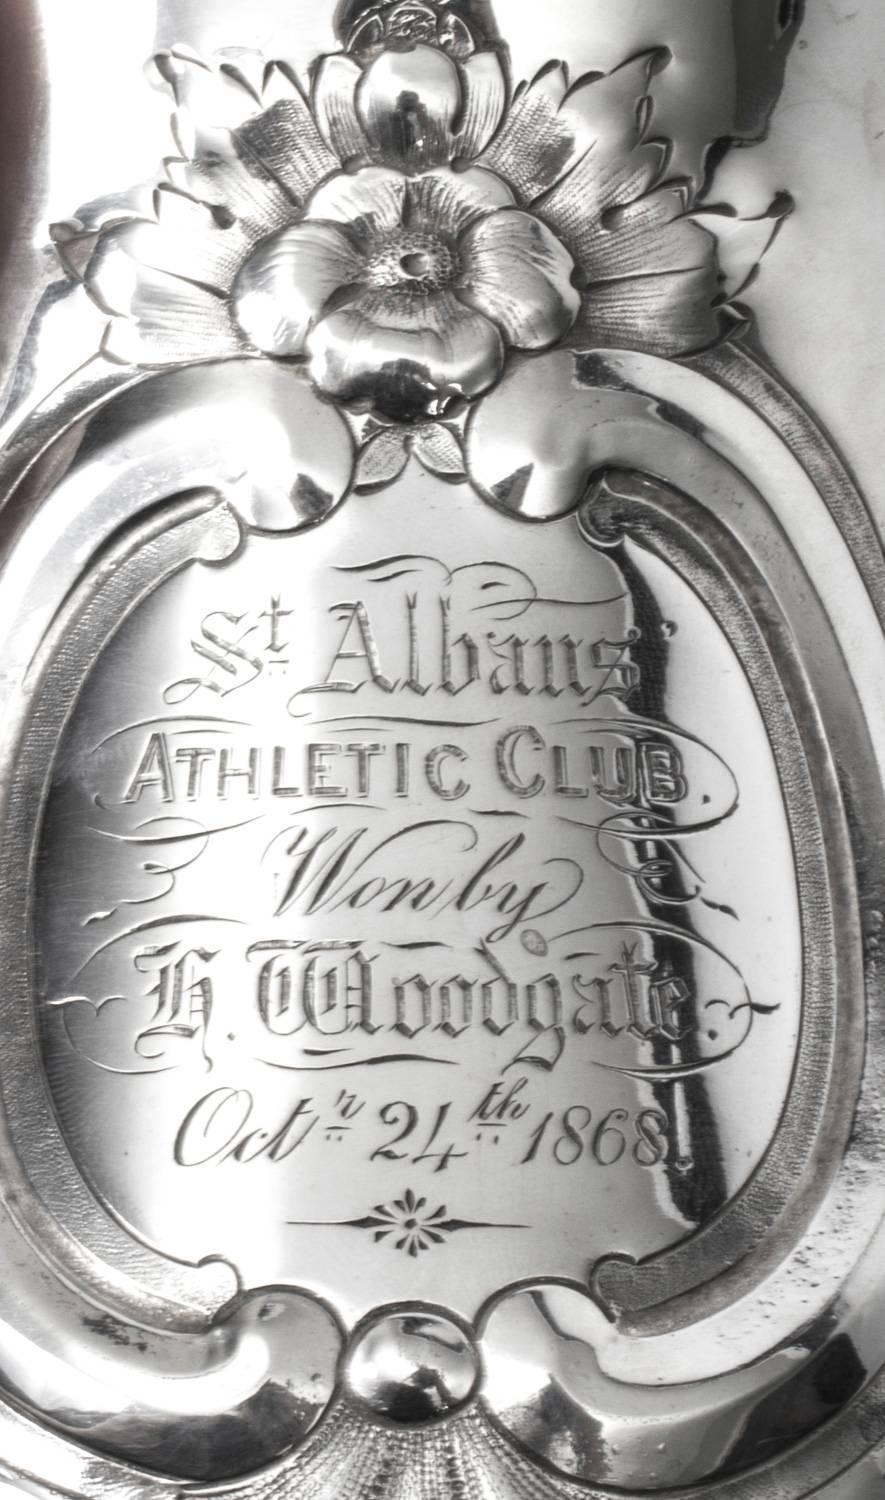 St Albans'
ATHLETIC CLUB.
Won by
H. Woodgate.
Octr 24th 1868.